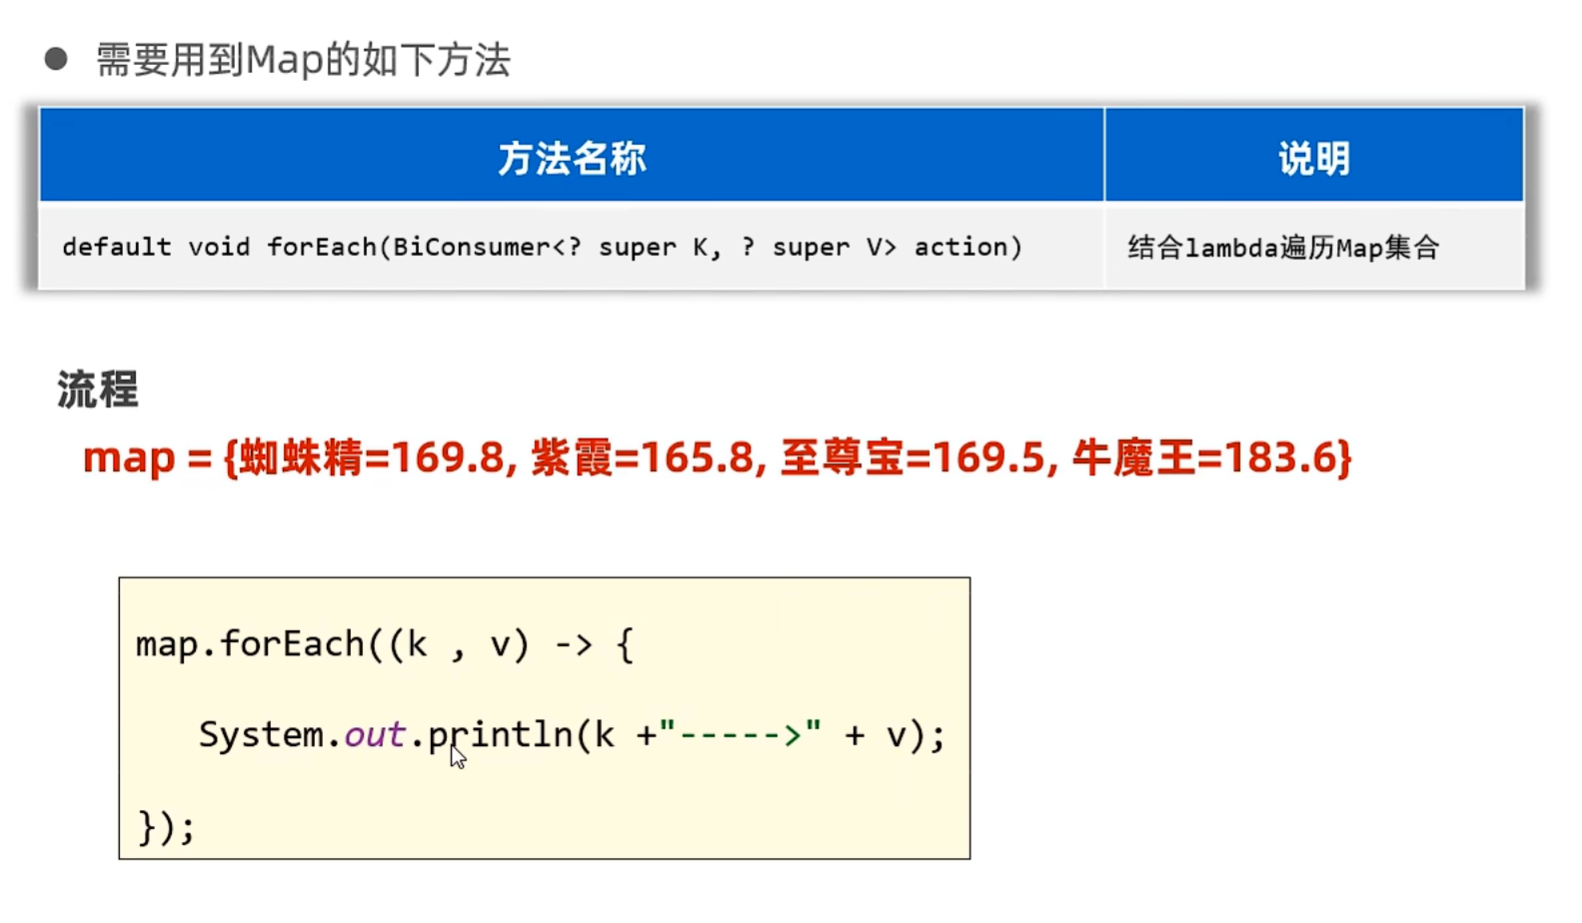 需要用到Map的如下方法
方法名称 说明
default void forEach(BiConsumer<? super K, ? super V> action) 结合lambda遍历Map集合
流程
map = {蜘蛛精=169.8, 紫霞=165.8, 至尊宝=169.5, 牛魔王=183.6}
map.forEach((k , v) -> {
System.out.println(k +"----->" + v);
});